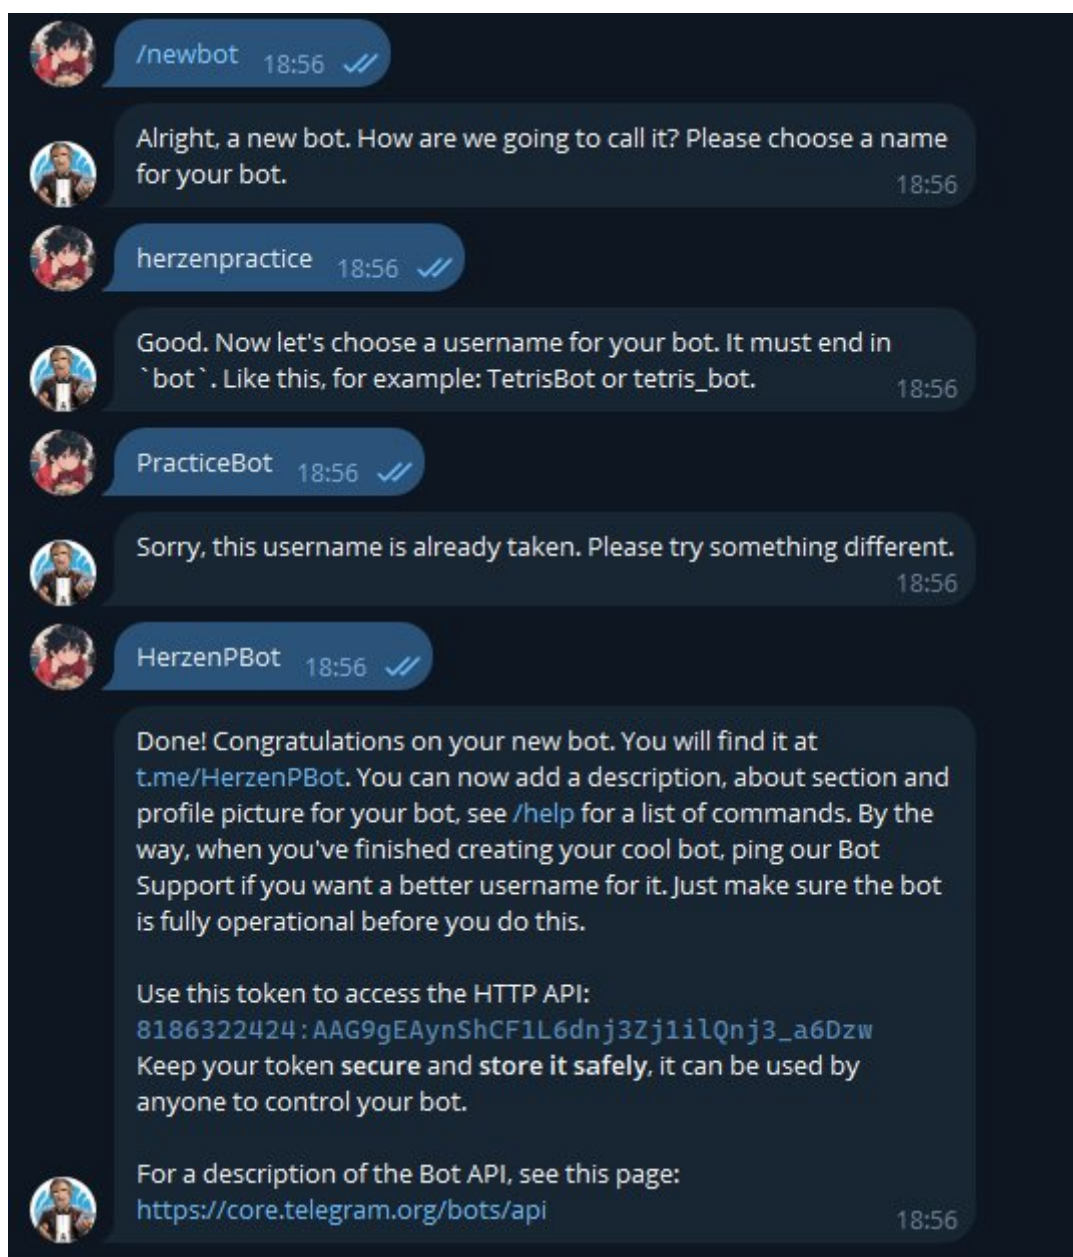 /newbot 18:56
Alright, a new bot. How are we going to call it? Please choose a name
for your bot.
18:56
herzenpractice 18:56
Good. Now let's choose a username for your bot. It must end in
`bot`. Like this, for example: TetrisBot or tetris_bot.
18:56
PracticeBot 18:56
Sorry, this username is already taken. Please try something different.
18:56
HerzenPBot 18:56
Done! Congratulations on your new bot. You will find it at
t.me/HerzenPBot. You can now add a description, about section and
profile picture for your bot, see /help for a list of commands. By the
way, when you've finished creating your cool bot, ping our Bot
Support if you want a better username for it. Just make sure the bot
is fully operational before you do this.
Use this token to access the HTTP API:
8186322424:AAG9gEAynShCF1L6dnj3Zj1ilQnj3_a6Dzw
Keep your token secure and store it safely, it can be used by
anyone to control your bot.
For a description of the Bot API, see this page:
https://core.telegram.org/bots/api
18:56